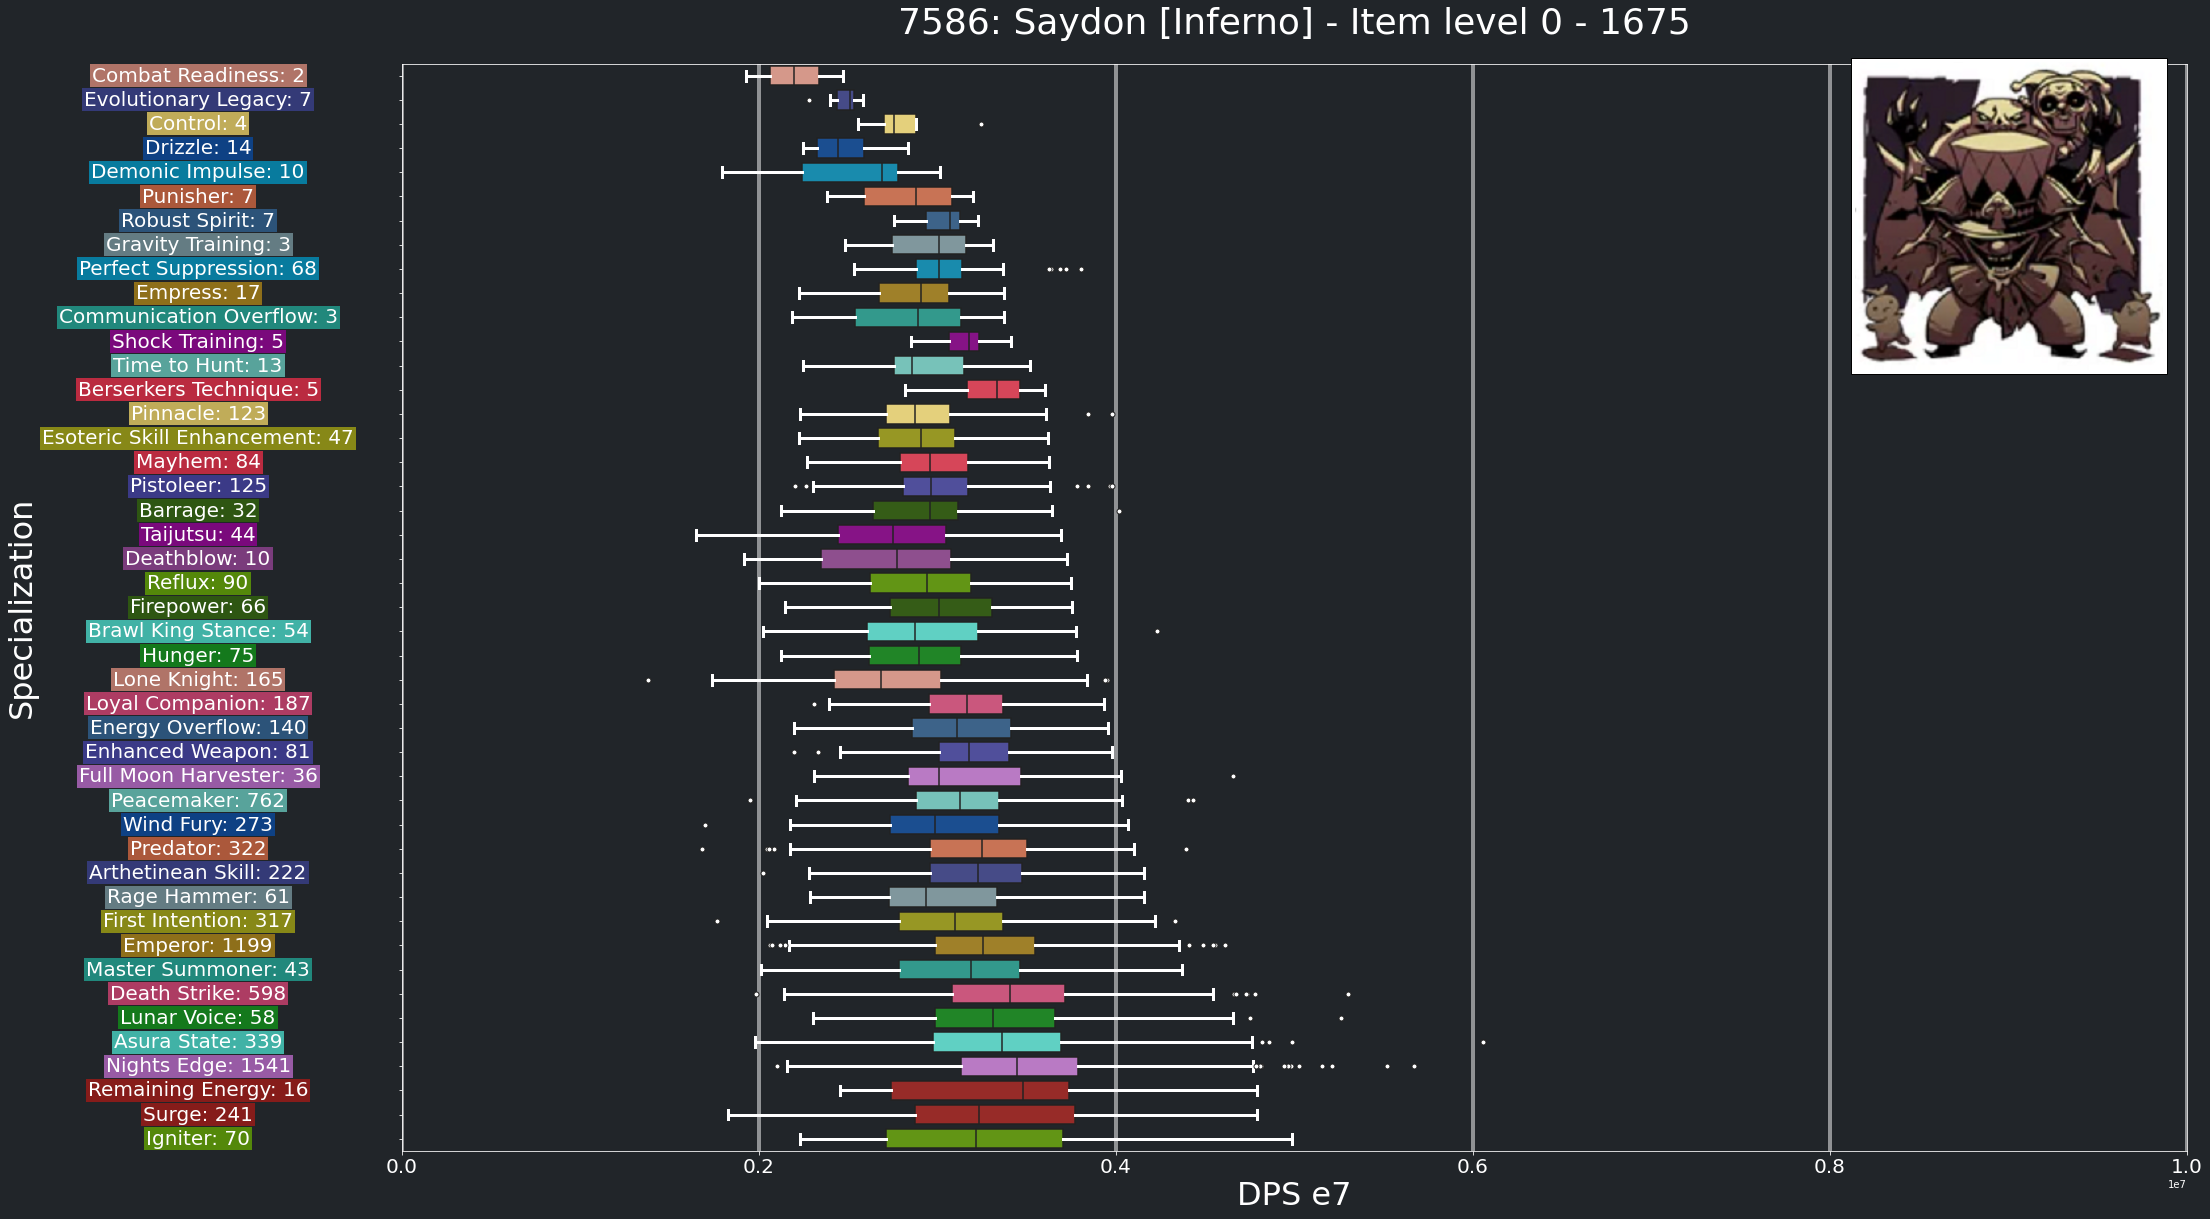 7586: Saydon [Inferno] - Item level 0 - 1675
Combat Readiness: 2
Evolutionary Legacy: 7
Control: 4
Drizzle: 14
Demonic Impulse: 10
Punisher: 7
Robust Spirit: 7
Gravity Training: 3
Perfect Suppression: 68
Empress: 17
Communication Overflow: 3
Shock Training: 5
Time to Hunt: 13
Berserkers Technique: 5
Pinnacle: 123
Esoteric Skill Enhancement: 47
Mayhem: 84
Pistoleer: 125
Barrage: 32
Taijutsu: 44
Deathblow: 10
Reflux: 90
Firepower: 66
Brawl King Stance: 54
Hunger: 75
Lone Knight: 165
Loyal Companion: 187
Energy Overflow: 140
Enhanced Weapon: 81
Full Moon Harvester: 36
Peacemaker: 762
Wind Fury: 273
Predator: 322
Arthetinean Skill: 222
Rage Hammer: 61
First Intention: 317
Emperor: 1199
Master Summoner: 43
Death Strike: 598
Lunar Voice: 58
Asura State: 339
Nights Edge: 1541
Remaining Energy: 16
Surge: 241
Igniter: 70
Specialization
0.0 0.2 0.4 0.6 0.8 1.0
1e7
DPS e7